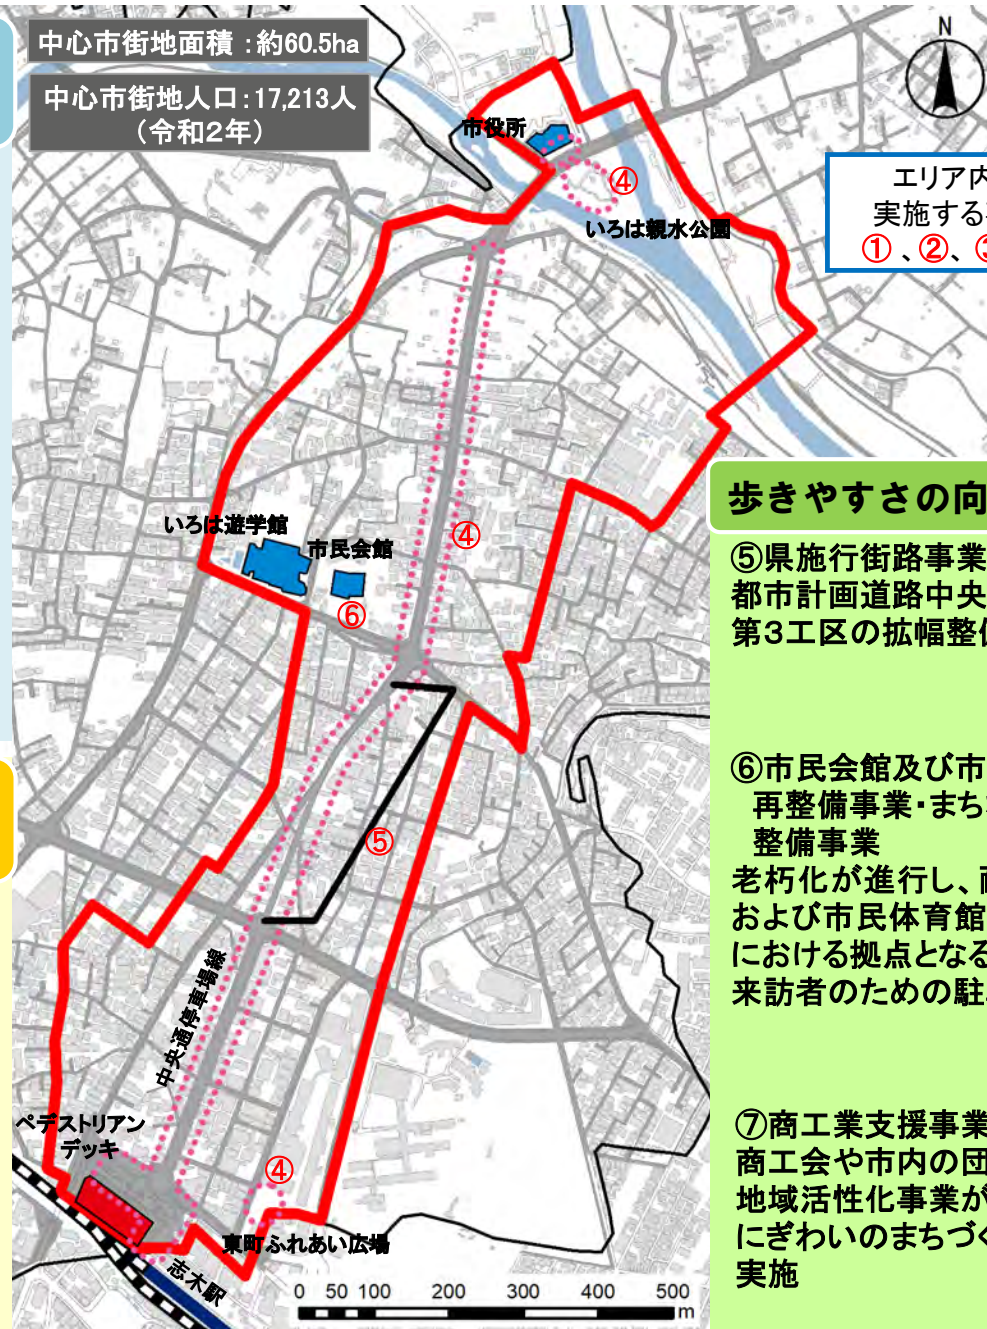 中心市街地面積：約60.5ha
中心市街地人口：17,213人
（令和2年）
N
市役所
④
いろは親水公園
エリア内
実施する
①、②、③
いろは遊学館
市民会館
④
⑥
⑤
中央通停車場線
ペデストリアン
デッキ
④
東町ふれあい広場
志木駅
0 50 100 200 300 400 500
m
歩きやすさの向
⑤県施行街路事業
都市計画道路中央
第3工区の拡幅整備
⑥市民会館及び市
再整備事業・まち
整備事業
老朽化が進行し、
および市民体育館
における拠点となる
来訪者のための駐
⑦商工業支援事業
商工会や市内の団
地域活性化事業が
にぎわいのまちづく
実施